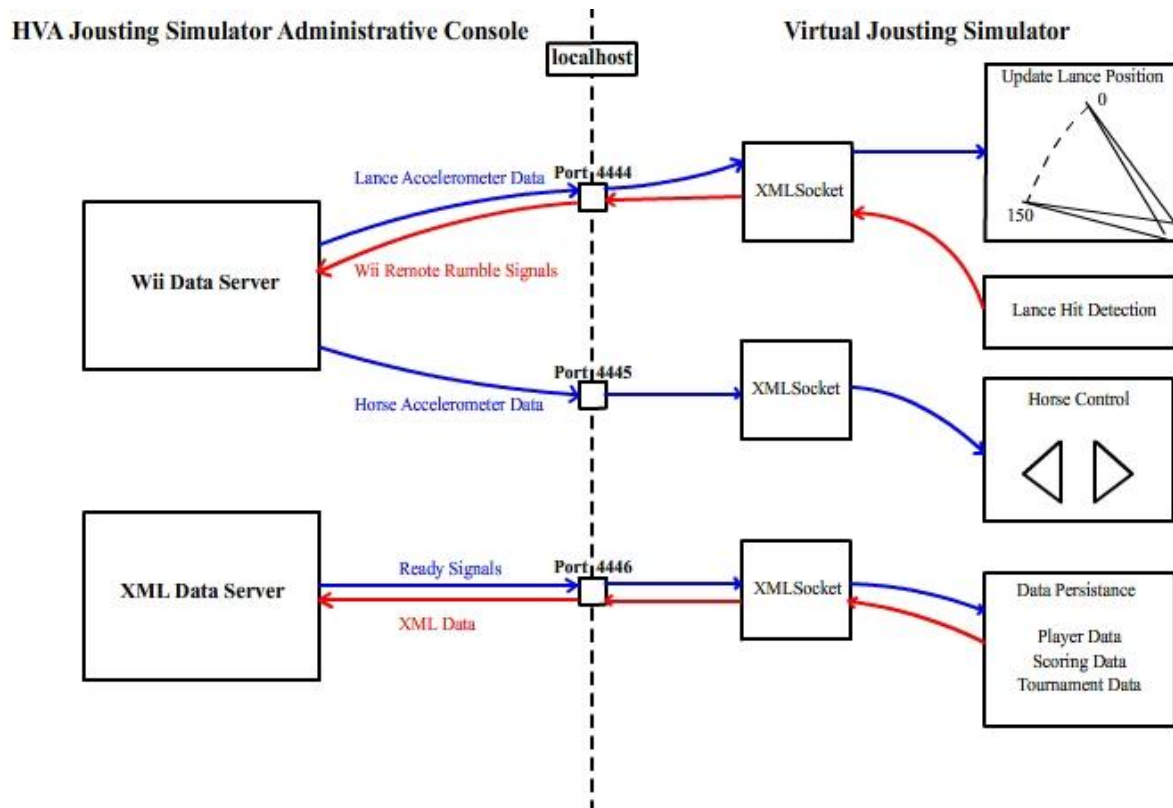 HVA Jousting Simulator Administrative Console
Virtual Jousting Simulator
localhost
Update Lance Position
0
150
Port 4444
Lance Accelerometer Data
XMLSocket
Wii Remote Rumble Signals
Wii Data Server
Lance Hit Detection
Port 4445
Horse Accelerometer Data
XMLSocket
Horse Control
Port 4446
Ready Signals
XML Data Server
XML Data
XMLSocket
Data Persistance
Player Data
Scoring Data
Tournament Data